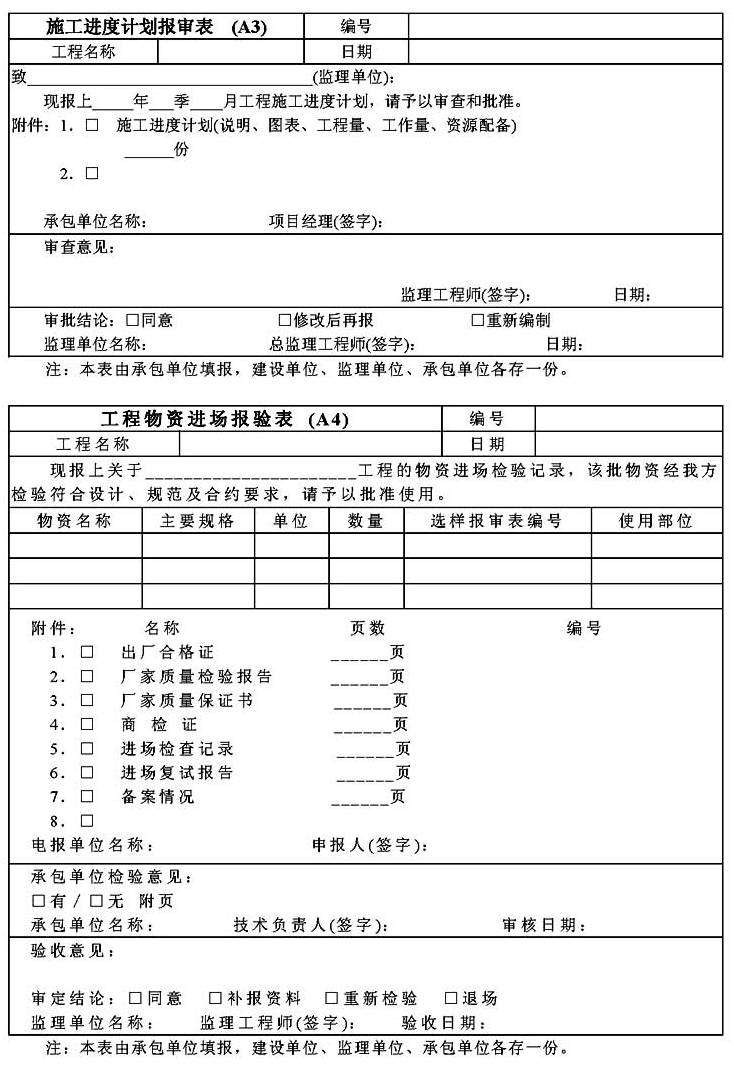 施工进度计划报审表 (A3) 编号
工程名称 日期
致___________________________________(监理单位):
现报上_____年___季____月工程施工进度计划，请予以审查和批准。
附件: 1. □ 施工进度计划(说明、图表、工程量、工作量、资源配备)
______份
2. □
承包单位名称: 项目经理(签字):
审查意见:
监理工程师(签字): 日期:
审批结论: □同意 □修改后再报 □重新编制
监理单位名称: 总监理工程师(签字): 日期:
注: 本表由承包单位填报，建设单位、监理单位、承包单位各存一份。
工程物资进场报验表 (A4) 编号
工程名称 日期
现报上关于______________________工程的物资进场检验记录，该批物资经我方
检验符合设计、规范及合约要求，请予以批准使用。
物资名称 主要规格 单位 数量 选样报审表编号 使用部位
附件: 名称 页数 编号
1. □ 出厂合格证 ______页
2. □ 厂家质量检验报告 ______页
3. □ 厂家质量保证书 ______页
4. □ 商 检 证 ______页
5. □ 进场检查记录 ______页
6. □ 进场复试报告 ______页
7. □ 备案情况 ______页
8. □
电报单位名称: 申报人(签字):
承包单位检验意见:
□有 / □无 附页
承包单位名称: 技术负责人(签字): 审核日期:
验收意见:
审定结论: □同意 □补报资料 □重新检验 □退场
监理单位名称: 监理工程师(签字): 验收日期:
注: 本表由承包单位填报，建设单位、监理单位、承包单位各存一份。